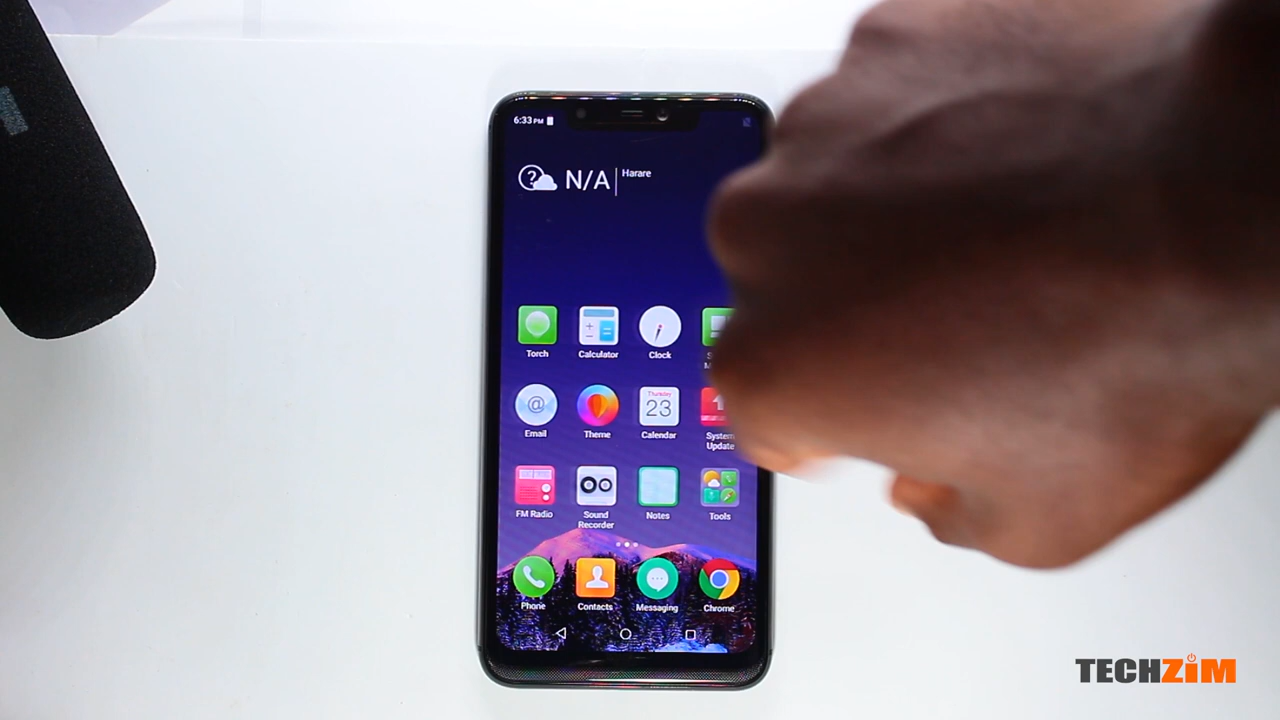 6:33 PM
N/A
Harare
Torch
Calculator
Clock
Email
Theme
Thursday
23
Calendar
System
Update
FM Radio
Sound
Recorder
Notes
Tools
Phone
Contacts
Messaging
Chrome
TECHZiM